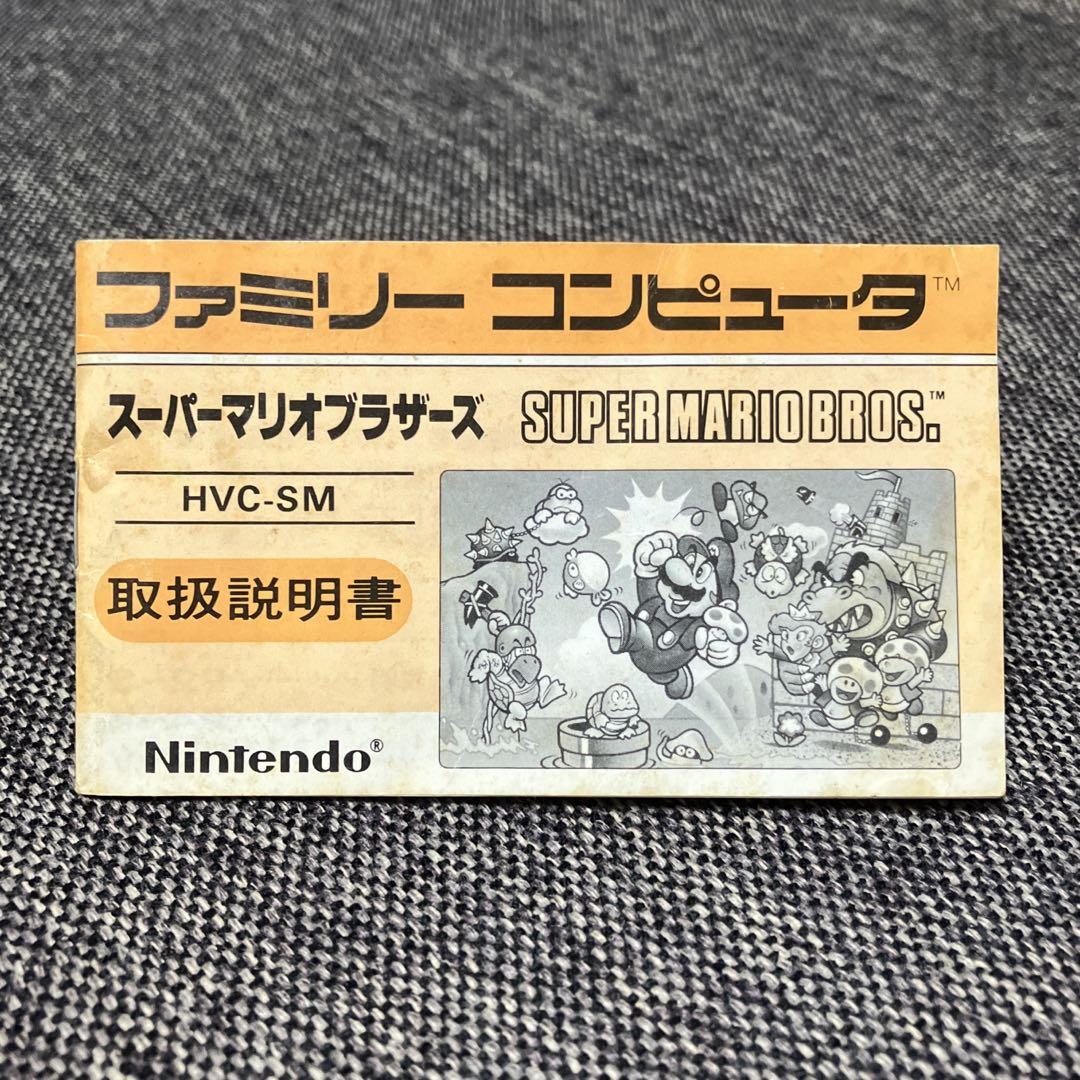 ファミリー コンピュータ™
スーパーマリオブラザーズ SUPER MARIO BROS.™
HVC-SM
取扱説明書
Nintendo®